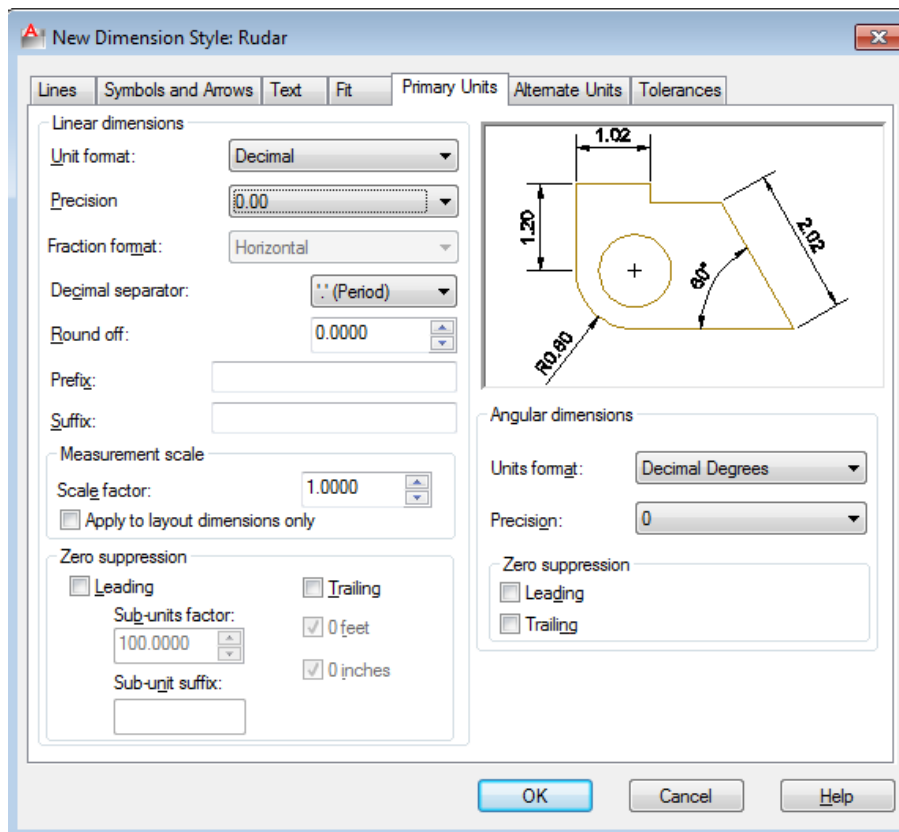 New Dimension Style: Rudar
Lines Symbols and Arrows Text Fit Primary Units Alternate Units Tolerances
Linear dimensions
Unit format: Decimal
Precision 0.00
Fraction format: Horizontal
Decimal separator: '.' (Period)
Round off: 0.0000
Prefix:
Suffix:
Measurement scale
Scale factor: 1.0000
Apply to layout dimensions only
Zero suppression
Leading
Trailing
Sub-units factor:
100.0000
0 feet
0 inches
Sub-unit suffix:
1.02
1.20
2.02
60°
R0.80
Angular dimensions
Units format: Decimal Degrees
Precision: 0
Zero suppression
Leading
Trailing
OK Cancel Help